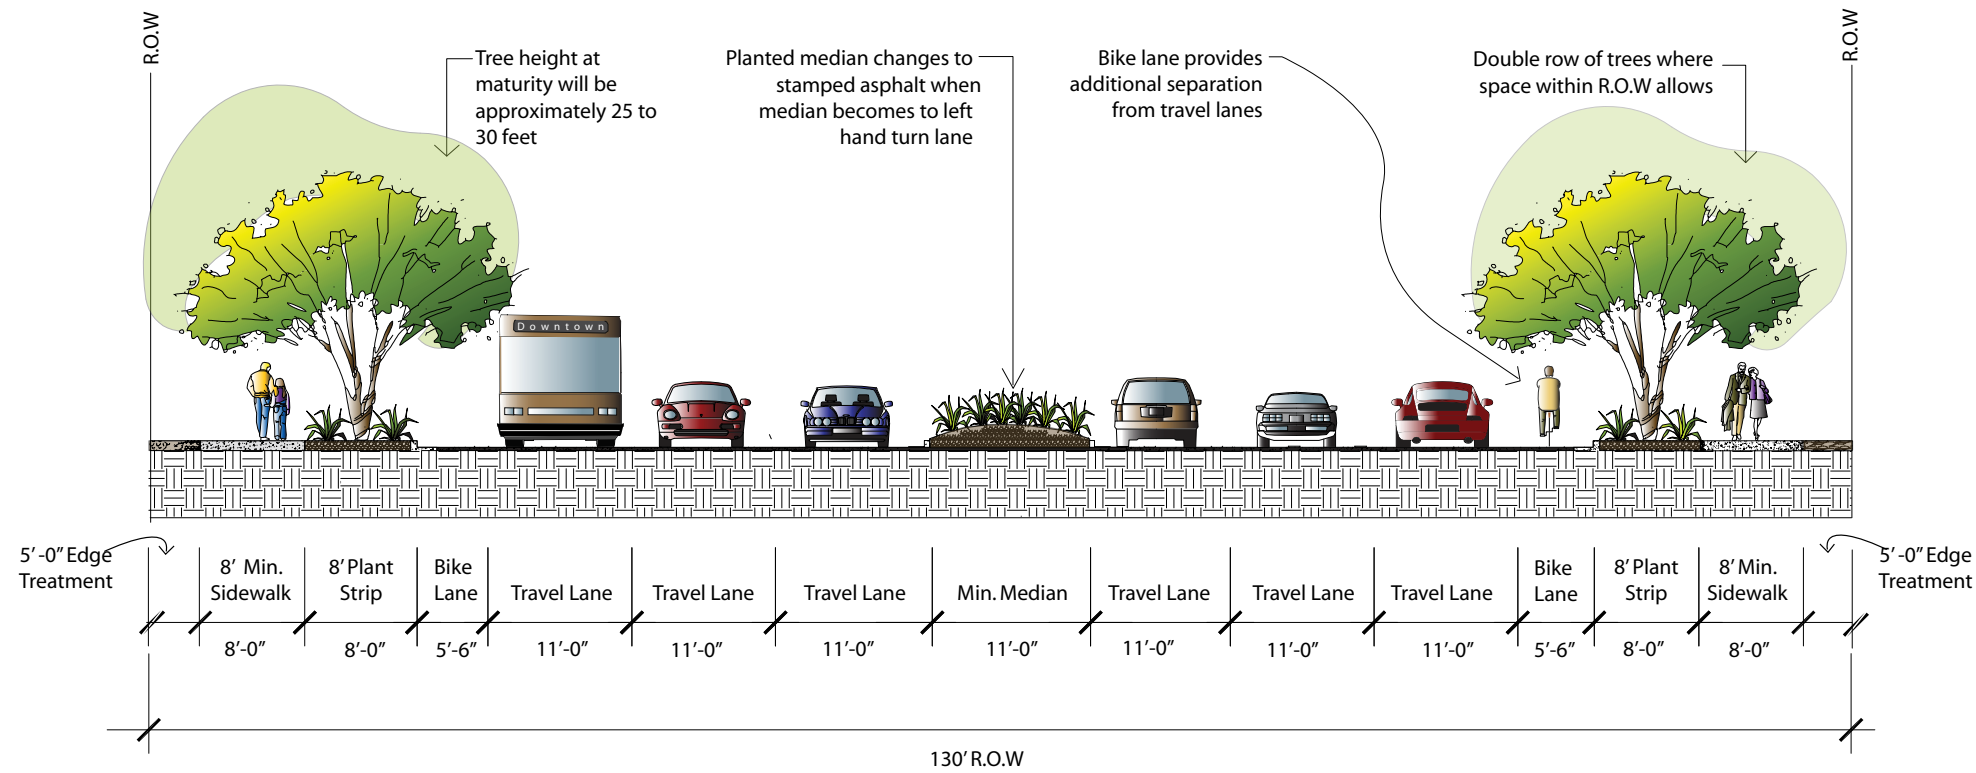 R.O.W
R.O.W
Tree height at
maturity will be
approximately 25 to
30 feet
Planted median changes to
stamped asphalt when
median becomes to left
hand turn lane
Bike lane provides
additional separation
from travel lanes
Double row of trees where
space within R.O.W allows
Downtown
5'-0" Edge
Treatment
8' Min.
Sidewalk
8' Plant
Strip
Bike
Lane
Travel Lane
Travel Lane
Travel Lane
Min. Median
Travel Lane
Travel Lane
Travel Lane
Bike
Lane
8' Plant
Strip
8' Min.
Sidewalk
5'-0" Edge
Treatment
8'-0"
8'-0"
5'-6"
11'-0"
11'-0"
11'-0"
11'-0"
11'-0"
11'-0"
11'-0"
5'-6"
8'-0"
8'-0"
130' R.O.W